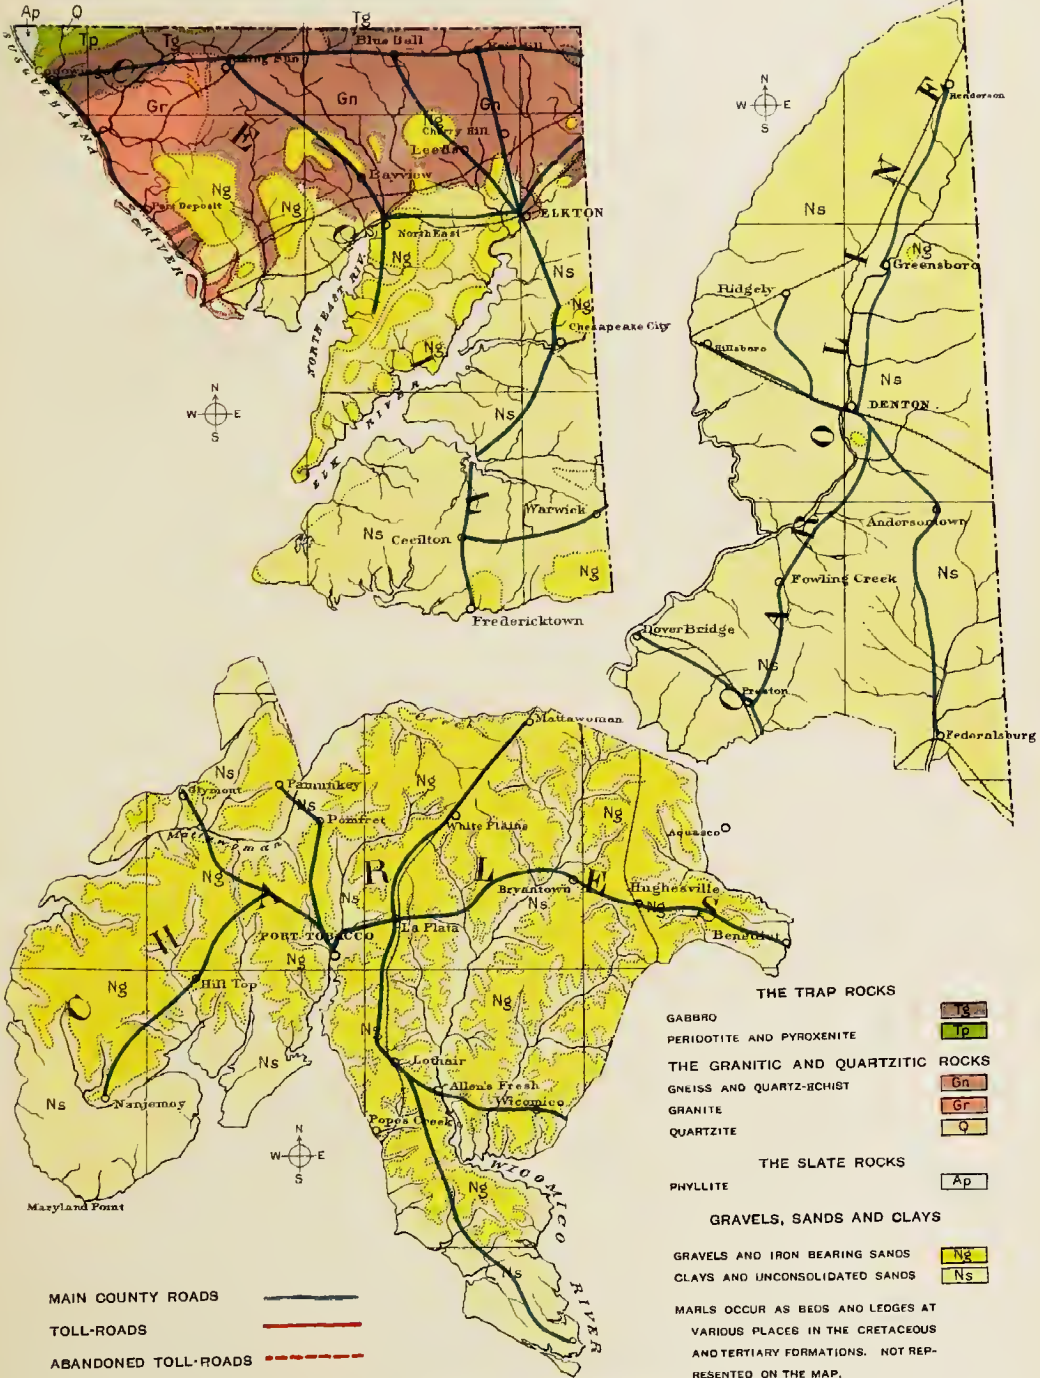 Ap
Q
Tg
Tp
Tg
Blue Ball
SUSQUEHANNA
RIVER
C
Gr
Gn
Gn
E
Ng
Cherry Hill
Leeds
Ng
Bayview
Ng
Port Deposit
Ng
ELKTON
C
North East
Ng
NORTH EAST RIV.
Ns
Ng
Chesapeake City
I
Ng
ELK RIVER
Ns
L
Warwick
Ns
Cecilton
Ng
Fredericktown
N
W E
S
N
W E
S
Henderson
E
N
Ns
Ng
Greensboro
I
Ridgely
L
Hillsboro
Ns
DENTON
O
R
Andersontown
Fowling Creek
Ns
A
Dover Bridge
Ns
C
Preston
Federalsburg
Mattawoman
Creek
Ns
Glymont
Pamunkey
Ns
Ng
Ng
Pomfret
White Plains
Aquasco
Mattawoman
Ng
R
L
E
Bryantown
Hughesville
A
Ns
Ns
Ng
S
H
PORT TOBACCO
La Plata
Benedict
Ng
Hill Top
Ng
C
Ng
Ng
Lothair
Ns
Ns
Nanjemoy
Allen's Fresh
Wicomico
Popes Creek
N
W E
S
Maryland Point
Ng
WICOMICO RIVER
Ns
THE TRAP ROCKS
GABBRO Tg
PERIDOTITE AND PYROXENITE Tp
THE GRANITIC AND QUARTZITIC ROCKS
GNEISS AND QUARTZ-SCHIST Gn
GRANITE Gr
QUARTZITE Q
THE SLATE ROCKS
PHYLLITE Ap
GRAVELS, SANDS AND CLAYS
GRAVELS AND IRON BEARING SANDS Ng
CLAYS AND UNCONSOLIDATED SANDS Ns
MARLS OCCUR AS BEDS AND LEDGES AT
VARIOUS PLACES IN THE CRETACEOUS
AND TERTIARY FORMATIONS. NOT REP-
RESENTED ON THE MAP.
MAIN COUNTY ROADS
TOLL-ROADS
ABANDONED TOLL-ROADS